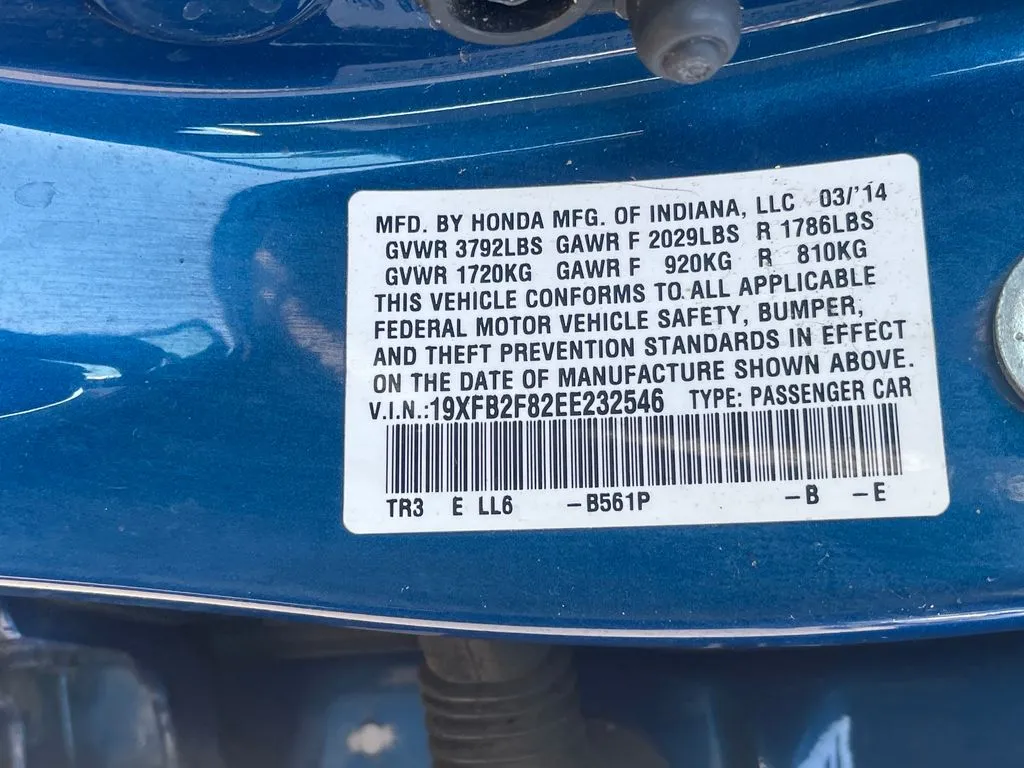 MFD. BY HONDA MFG. OF INDIANA, LLC 03/'14
GVWR 3792LBS GAWR F 2029LBS R 1786LBS
GVWR 1720KG GAWR F 920KG R 810KG
THIS VEHICLE CONFORMS TO ALL APPLICABLE
FEDERAL MOTOR VEHICLE SAFETY, BUMPER,
AND THEFT PREVENTION STANDARDS IN EFFECT
ON THE DATE OF MANUFACTURE SHOWN ABOVE.
V.I.N.:19XFB2F82EE232546 TYPE: PASSENGER CAR
TR3 E LL6 -B561P -B -E